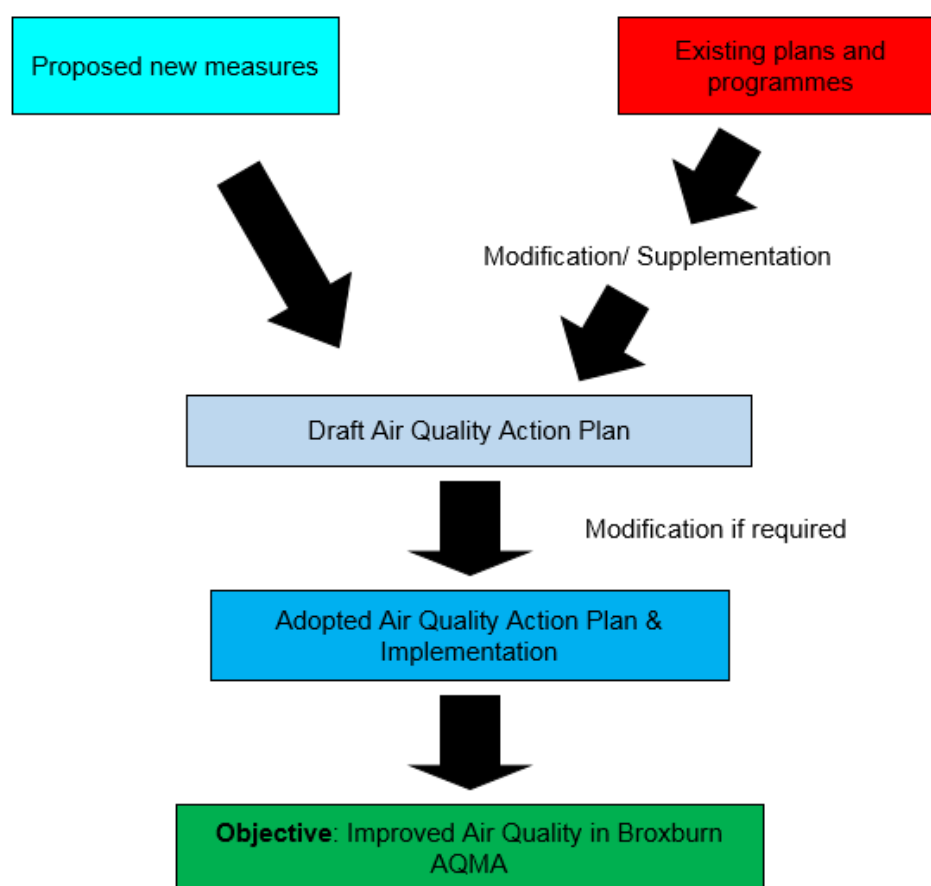 Proposed new measures
Existing plans and
programmes
Modification/ Supplementation
Draft Air Quality Action Plan
Modification if required
Adopted Air Quality Action Plan &
Implementation
Objective: Improved Air Quality in Broxburn
AQMA